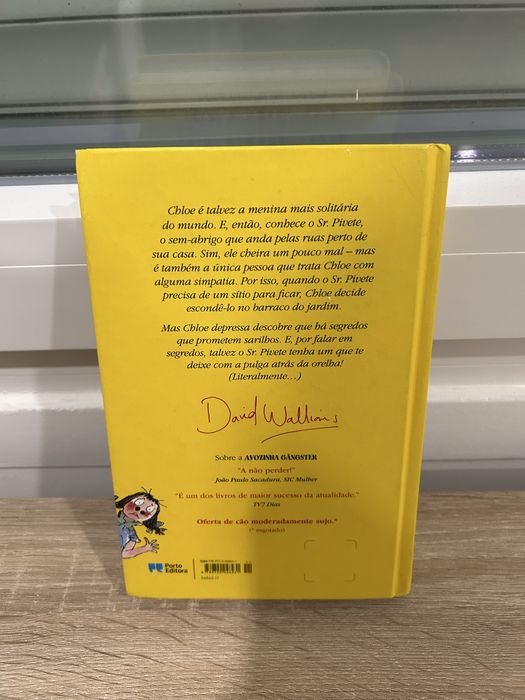 Chloe é talvez a menina mais solitária
do mundo. E, então, conhece o Sr. Pivete,
o sem-abrigo que anda pelas ruas perto de
sua casa. Sim, ele cheira um pouco mal – mas
é também a única pessoa que trata Chloe com
alguma simpatia. Por isso, quando o Sr. Pivete
precisa de um sítio para ficar, Chloe decide
escondê-lo no barraco do jardim.
Mas Chloe depressa descobre que há segredos
que prometem sarilhos. E, por falar em
segredos, talvez o Sr. Pivete tenha um que te
deixe com a pulga atrás da orelha!
(Literalmente...)
David Walliams
Sobre a AVOZINHA GÂNGSTER
"A não perder!"
João Paulo Sacadura, SIC Mulher
"É um dos livros de maior sucesso da atualidade."
TV7 Dias
Oferta de cão moderadamente sujo.*
(* esgotado)
Porto
Editora